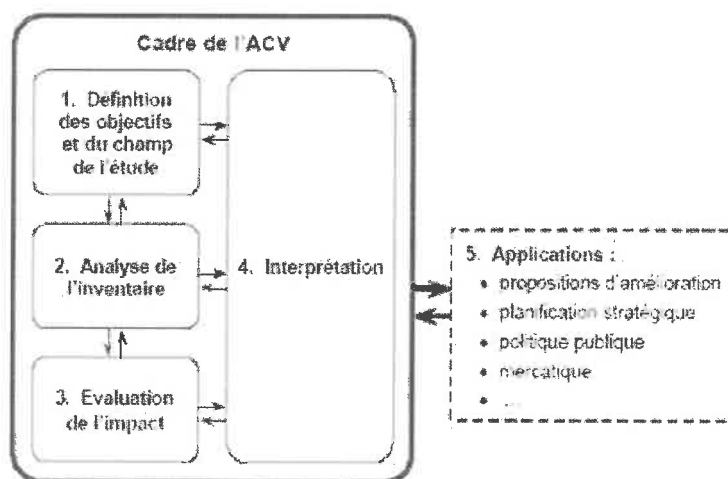 Cadre de l'ACV
1. Définition
des objectifs
et du champ
de l'étude
2. Analyse de
l'inventaire
3. Evaluation
de l'impact
4. Interprétation
5. Applications :
• propositions d'amélioration
• planification stratégique
• politique publique
• mercatique
• ...